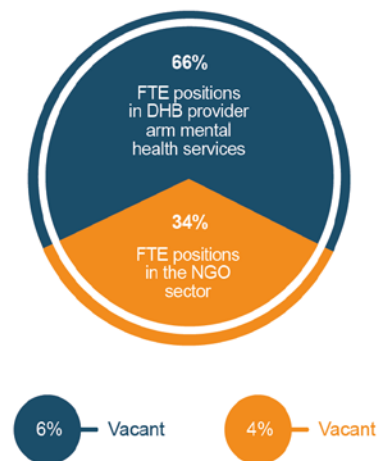 66%
FTE positions
in DHB provider
arm mental
health services
34%
FTE positions
in the NGO
sector
6% Vacant
4% Vacant